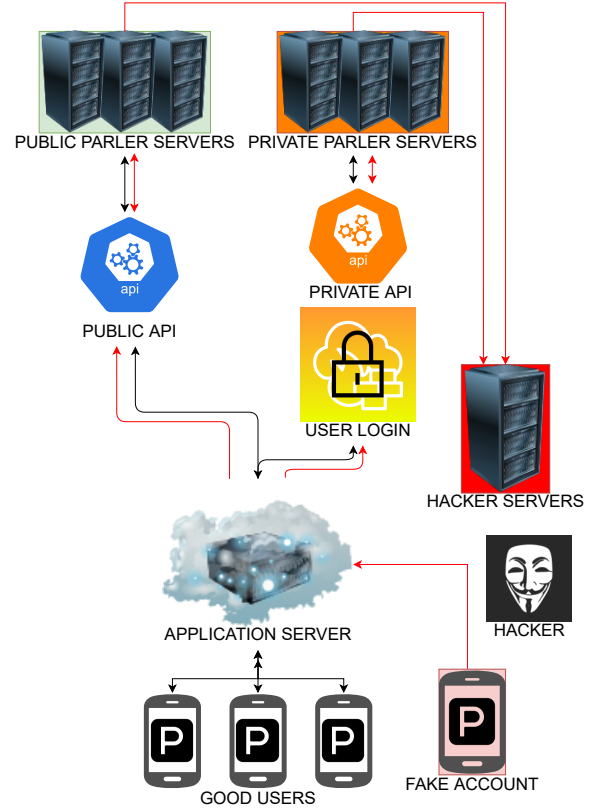 PUBLIC PARLER SERVERS
PRIVATE PARLER SERVERS
api
api
PUBLIC API
PRIVATE API
USER LOGIN
HACKER SERVERS
HACKER
APPLICATION SERVER
P
P
P
P
GOOD USERS
FAKE ACCOUNT